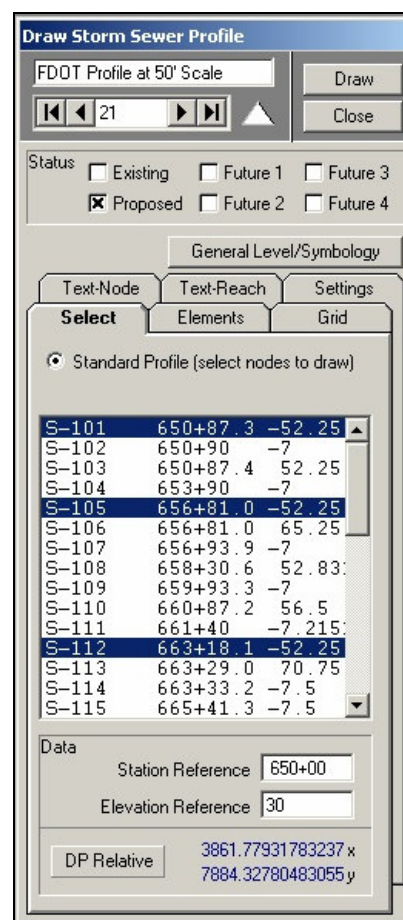 Draw Storm Sewer Profile
FDOT Profile at 50' Scale
Draw
21
Close
Status
Existing
Future 1
Future 3
Proposed
Future 2
Future 4
General Level/Symbology
Text-Node
Text-Reach
Settings
Select
Elements
Grid
Standard Profile (select nodes to draw)
S-101 650+87.3 -52.25
S-102 650+90 -7
S-103 650+87.4 52.25
S-104 653+90 -7
S-105 656+81.0 -52.25
S-106 656+81.0 65.25
S-107 656+93.9 -7
S-108 658+30.6 52.83
S-109 659+93.3 -7
S-110 660+87.2 56.5
S-111 661+40 -7.215
S-112 663+18.1 -52.25
S-113 663+29.0 70.75
S-114 663+33.2 -7.5
S-115 665+41.3 -7.5
Data
Station Reference 650+00
Elevation Reference 30
DP Relative
3861.77931783237 x
7884.32780483055 y